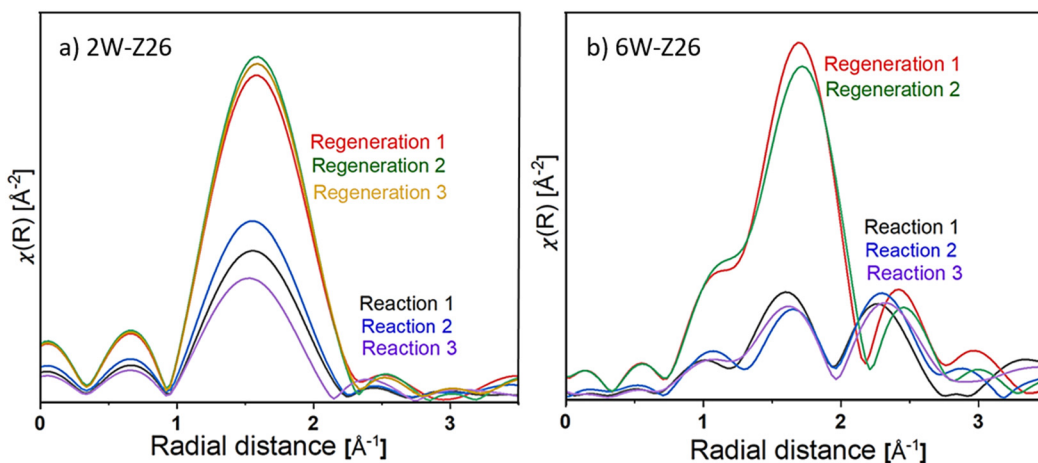 a) 2W-Z26
Regeneration 1
Regeneration 2
Regeneration 3
Reaction 1
Reaction 2
Reaction 3
χ(R) [Å⁻²]
0 1 2 3
Radial distance [Å⁻¹]
b) 6W-Z26
Regeneration 1
Regeneration 2
Reaction 1
Reaction 2
Reaction 3
χ(R) [Å⁻²]
0 1 2 3
Radial distance [Å⁻¹]